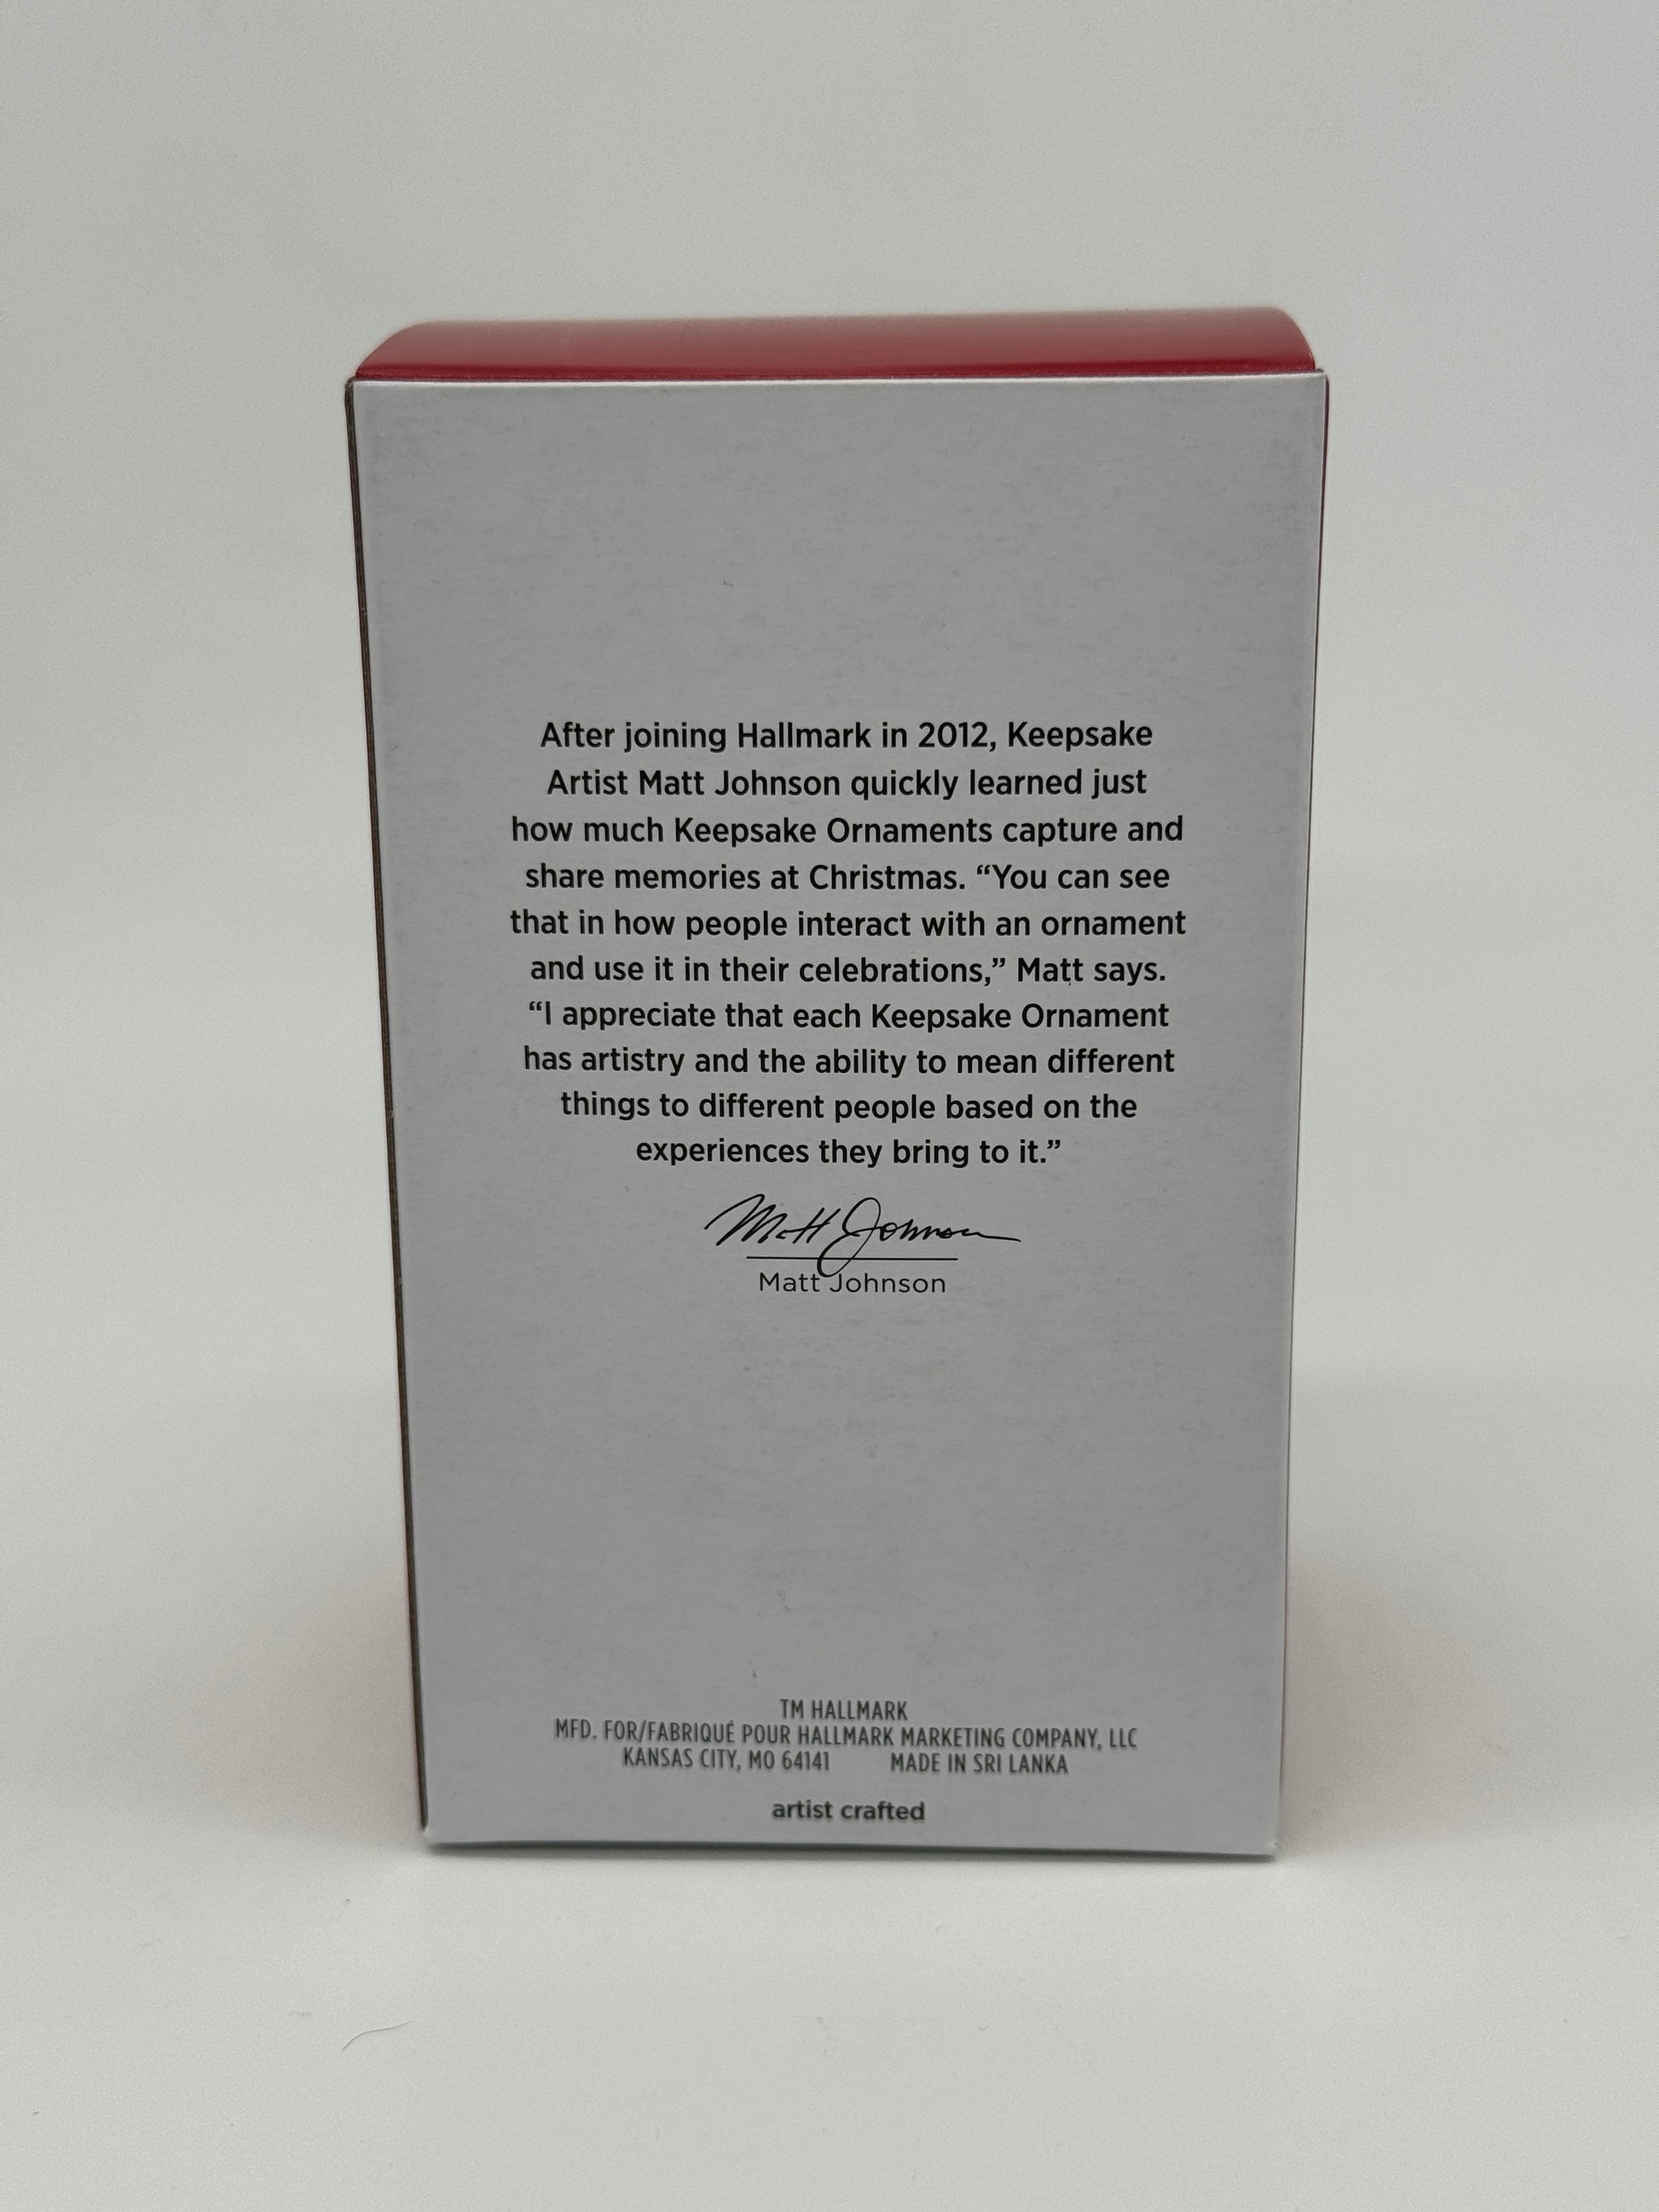 After joining Hallmark in 2012, Keepsake
Artist Matt Johnson quickly learned just
how much Keepsake Ornaments capture and
share memories at Christmas. “You can see
that in how people interact with an ornament
and use it in their celebrations,” Matt says.
“I appreciate that each Keepsake Ornament
has artistry and the ability to mean different
things to different people based on the
experiences they bring to it.”
Matt Johnson
Matt Johnson
TM HALLMARK
MFD. FOR/FABRIQUÉ POUR HALLMARK MARKETING COMPANY, LLC
KANSAS CITY, MO 64141 MADE IN SRI LANKA
artist crafted